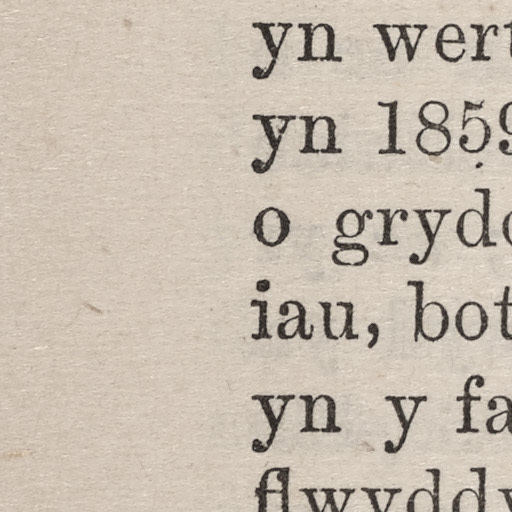 yn wert
yn 1859
o grydd
iau, bot
yn y fa
flwyddy